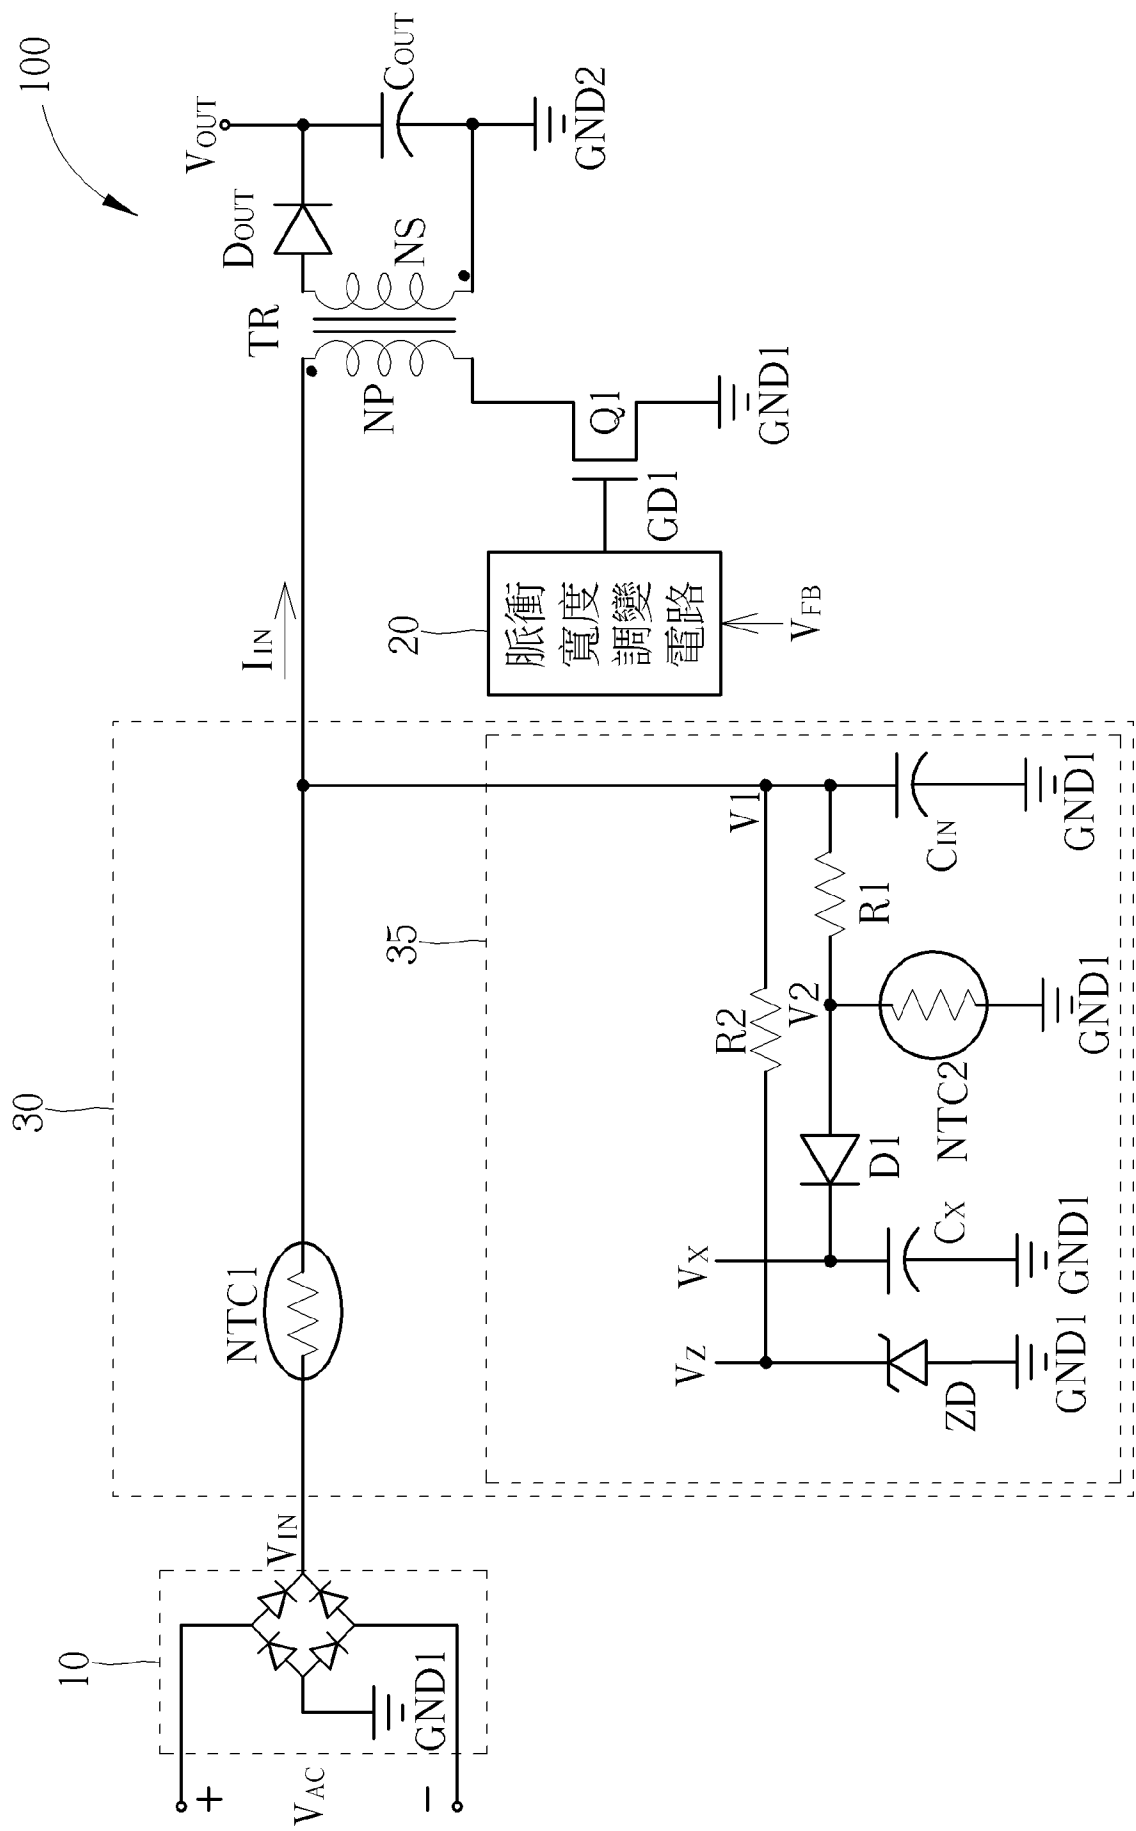 100
VOUT
COUT
DOUT
GND2
TR
NS
NP
Q1
GND1
GD1
IIN
20
脈衝
寬度
調變
電路
VFB
30
35
V1
CIN
GND1
R1
R2
V2
NTC2
GND1
D1
VX
CX
GND1
VZ
ZD
GND1
NTC1
VIN
10
GND1
+
VAC
−